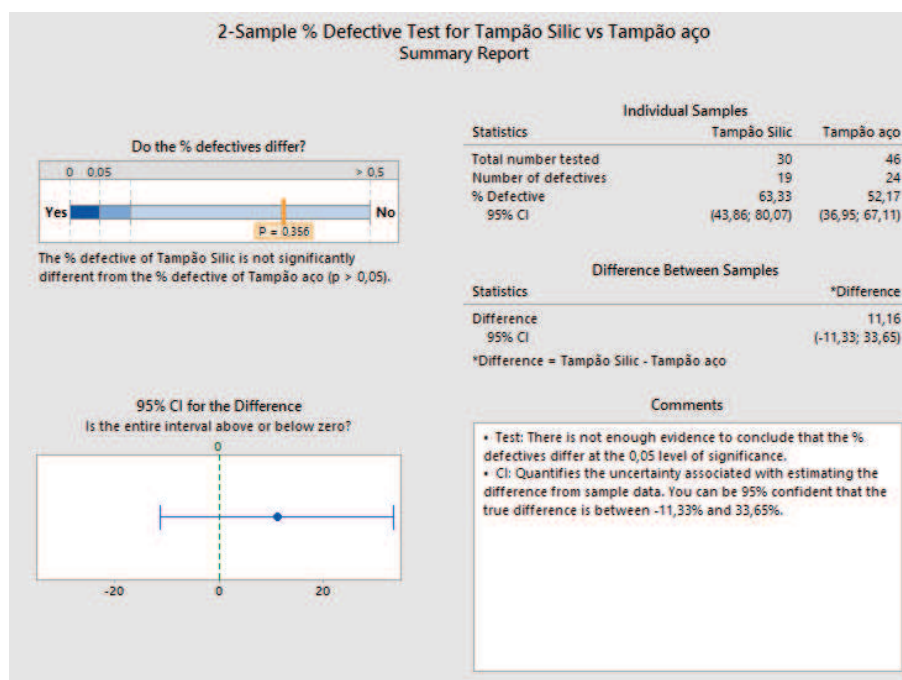 2-Sample % Defective Test for Tampão Silic vs Tampão aço
Summary Report
Do the % defectives differ?
0 0,05 > 0,5
Yes No
P = 0,356
The % defective of Tampão Silic is not significantly
different from the % defective of Tampão aço (p > 0,05).
Individual Samples
Statistics Tampão Silic Tampão aço
Total number tested 30 46
Number of defectives 19 24
% Defective 63,33 52,17
95% CI (43,86; 80,07) (36,95; 67,11)
Difference Between Samples
Statistics *Difference
Difference 11,16
95% CI (-11,33; 33,65)
*Difference = Tampão Silic - Tampão aço
95% CI for the Difference
Is the entire interval above or below zero?
0
-20 0 20
Comments
• Test: There is not enough evidence to conclude that the %
defectives differ at the 0,05 level of significance.
• CI: Quantifies the uncertainty associated with estimating the
difference from sample data. You can be 95% confident that the
true difference is between -11,33% and 33,65%.